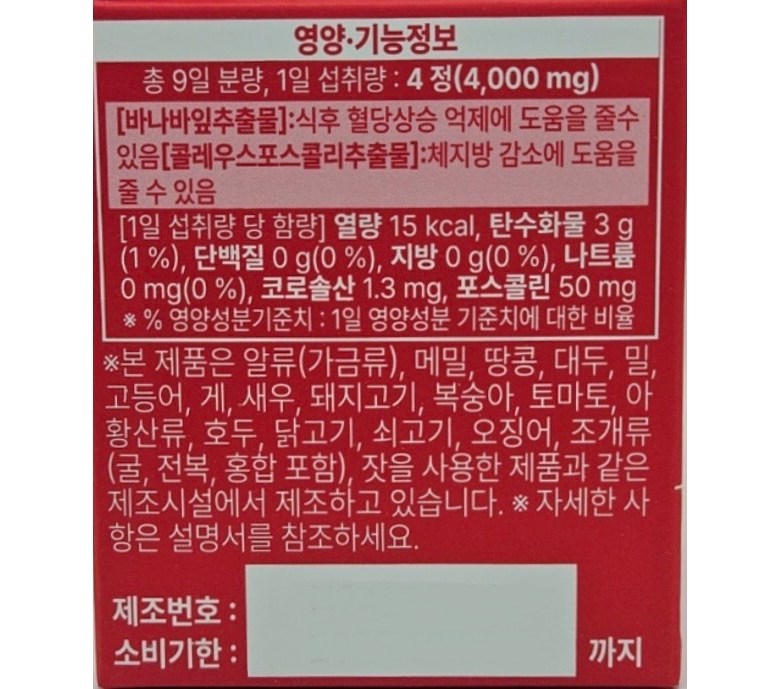 영양·기능정보
총 9일 분량, 1일 섭취량 : 4 정(4,000 mg)
[바나바잎추출물]:식후 혈당상승 억제에 도움을 줄수
있음[콜레우스포스콜리추출물]:체지방 감소에 도움을
줄 수 있음
[1일 섭취량 당 함량] 열량 15 kcal, 탄수화물 3 g
(1 %), 단백질 0 g(0 %), 지방 0 g(0 %), 나트륨
0 mg(0 %), 코로솔산 1.3 mg, 포스콜린 50 mg
※ % 영양성분기준치 : 1일 영양성분 기준치에 대한 비율
※본 제품은 알류(가금류), 메밀, 땅콩, 대두, 밀,
고등어, 게, 새우, 돼지고기, 복숭아, 토마토, 아
황산류, 호두, 닭고기, 쇠고기, 오징어, 조개류
(굴, 전복, 홍합 포함), 잣을 사용한 제품과 같은
제조시설에서 제조하고 있습니다. ※ 자세한 사
항은 설명서를 참조하세요.
제조번호 :
소비기한 : 까지